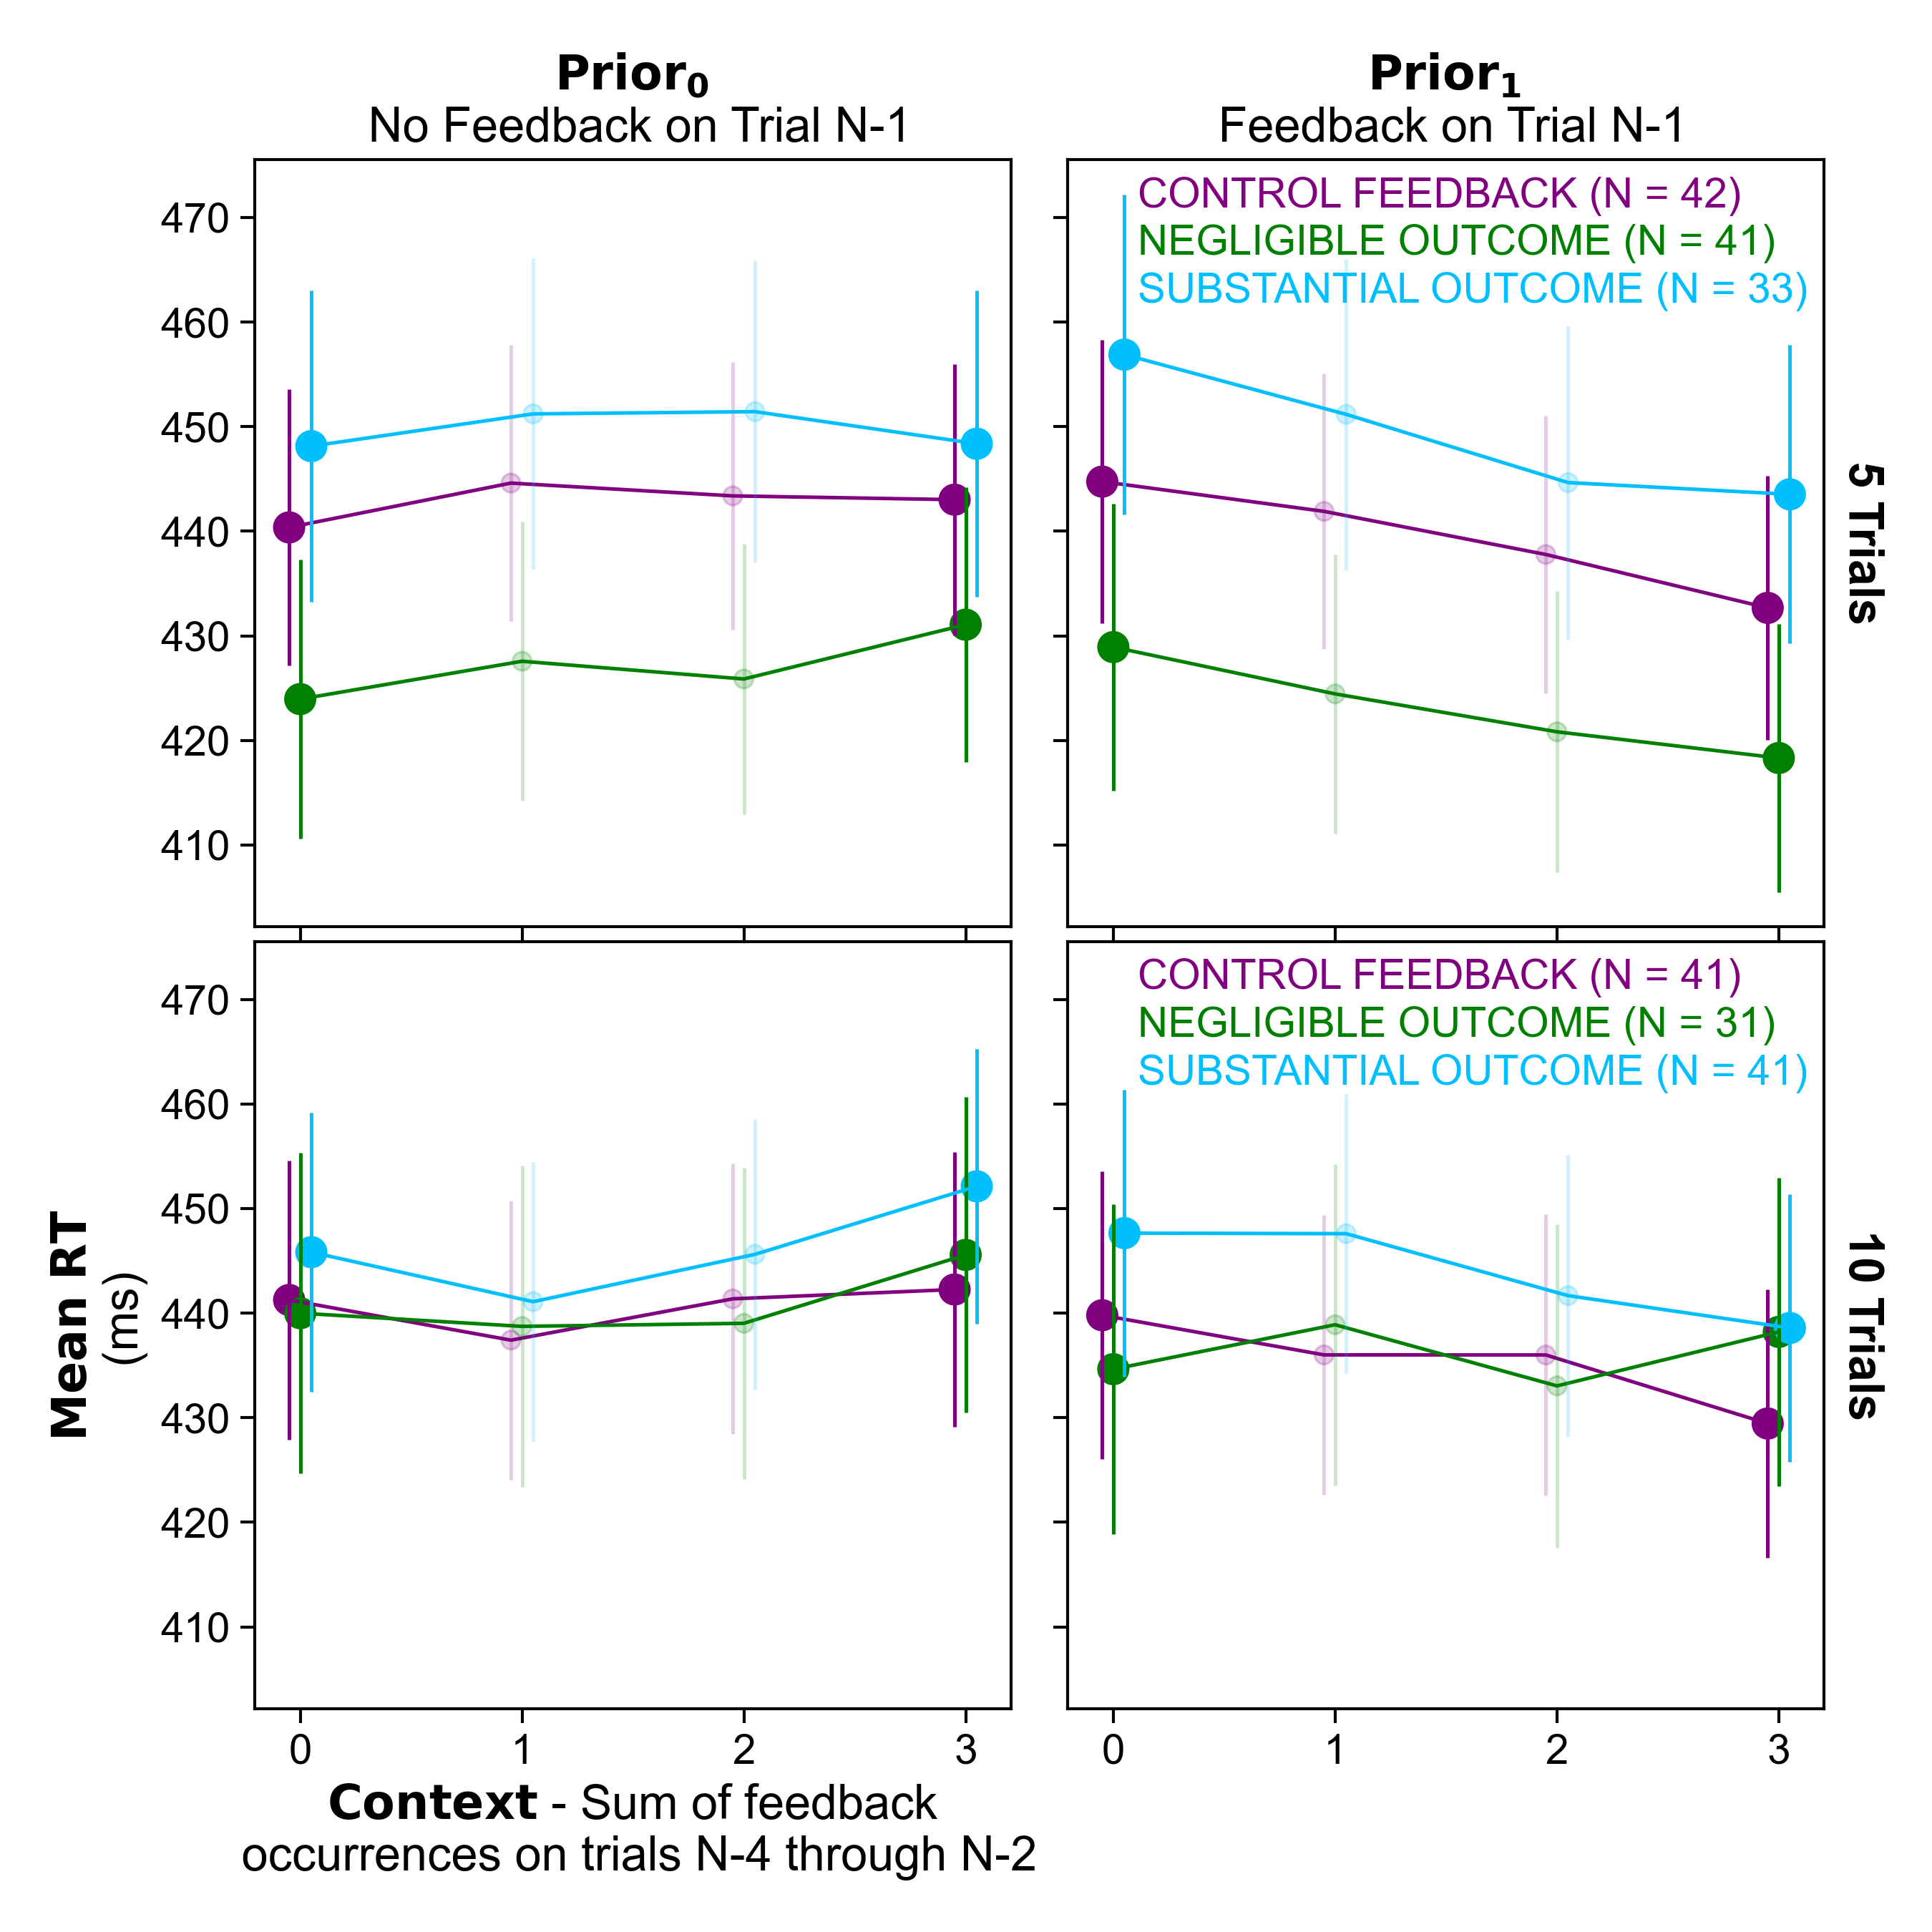 Prior₀
No Feedback on Trial N-1
Prior₁
Feedback on Trial N-1
470
460
450
440
430
420
410
CONTROL FEEDBACK (N = 42)
NEGLIGIBLE OUTCOME (N = 41)
SUBSTANTIAL OUTCOME (N = 33)
5 Trials
Mean RT
(ms)
470
460
450
440
430
420
410
CONTROL FEEDBACK (N = 41)
NEGLIGIBLE OUTCOME (N = 31)
SUBSTANTIAL OUTCOME (N = 41)
10 Trials
0 1 2 3
0 1 2 3
Context - Sum of feedback
occurrences on trials N-4 through N-2